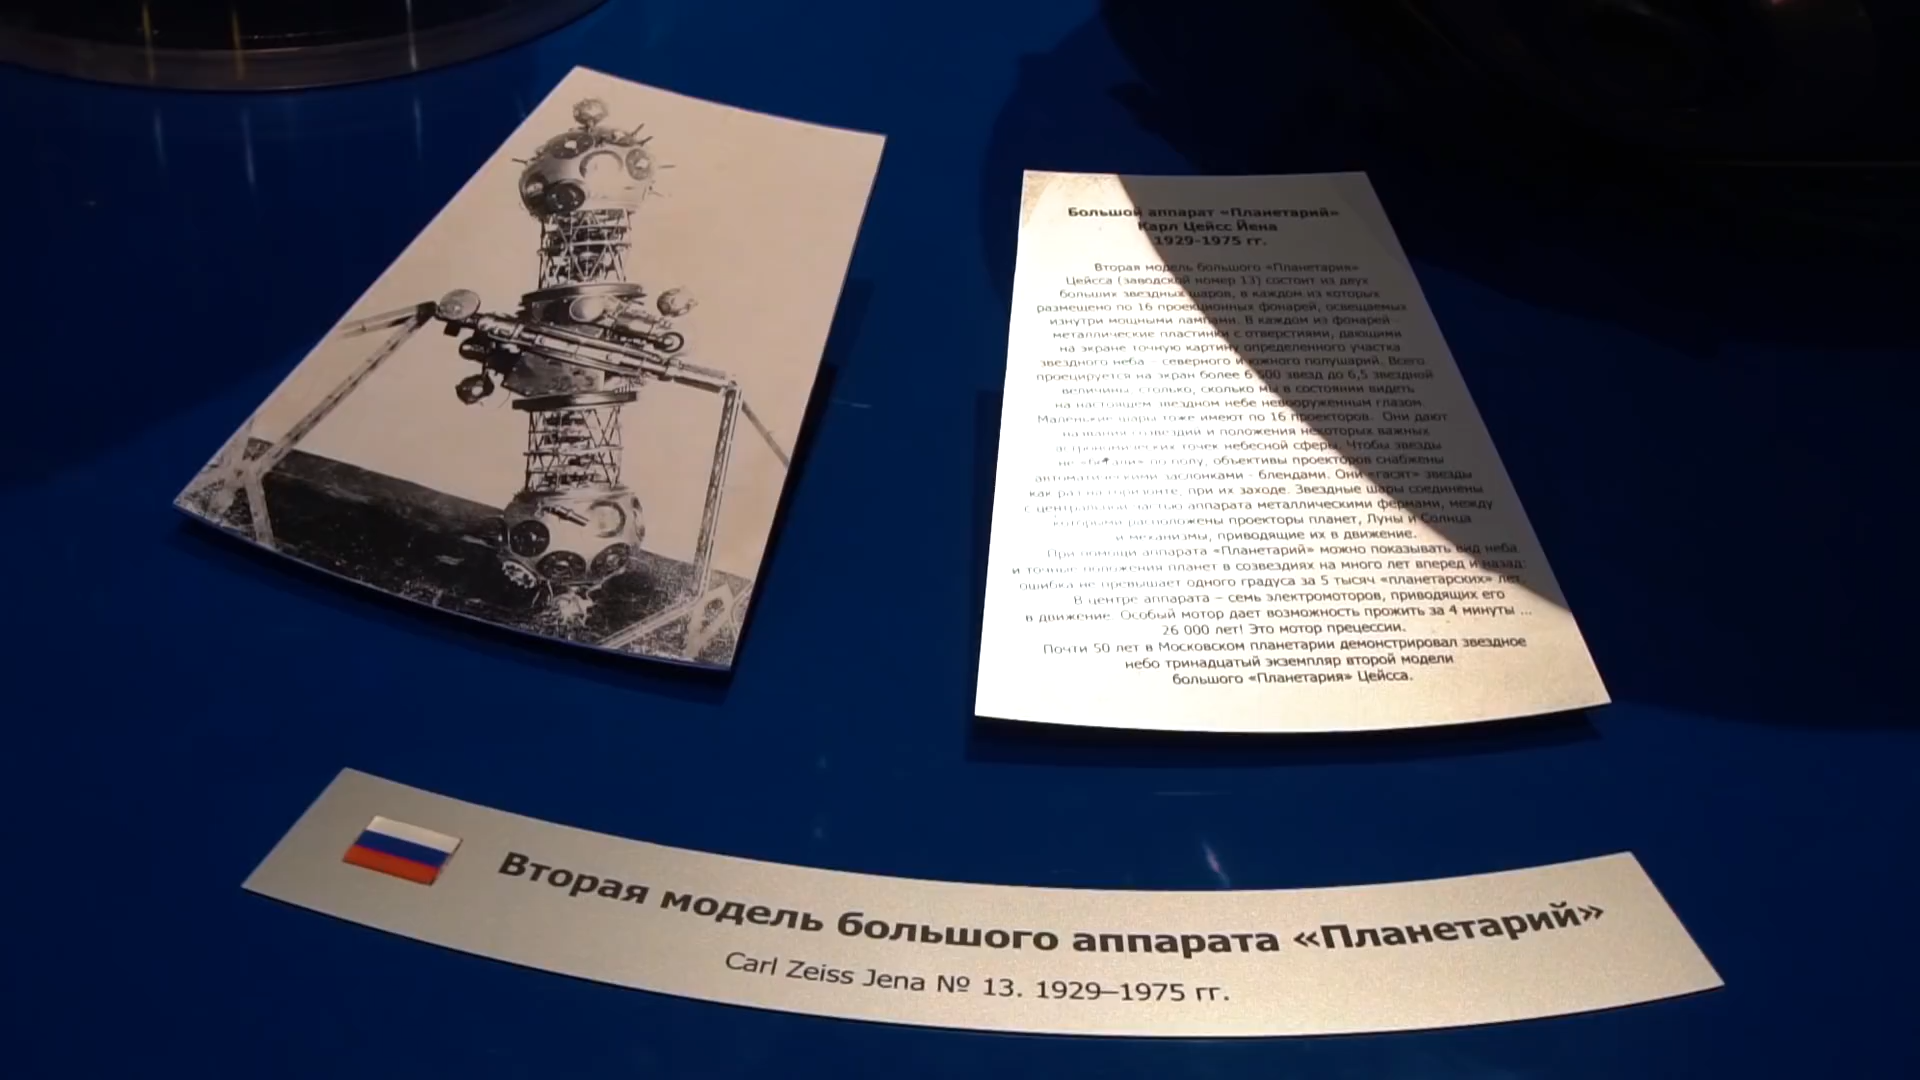 Большой аппарат «Планетарий»
Карл Цейсс Йена
1929-1975 гг.
Вторая модель большого «Планетария»
Цейсса (заводской номер 13) состоит из двух
больших звездных шаров, в каждом из которых
размещено по 16 проекционных фонарей, освещаемых
изнутри мощными лампами. В каждом из фонарей
металлические пластинки с отверстиями, дающими
на экране точную картину определенного участка
звездного неба - северного и южного полушарий. Всего
проецируется на экран более 6 500 звезд до 6,5 звездной
величины, столько, сколько мы в состоянии видеть
на настоящем звездном небе невооруженным глазом.
Маленькие шары тоже имеют по 16 проекторов. Они дают
названия созвездий и положения некоторых важных
астрономических точек небесной сферы. Чтобы звезды
не по полу, объективы проекторов снабжены
автоматическими заслонками - блендами. Они «гасят» звезды
как раз на горизонте, при их заходе. Звездные шары соединены
с центральной частью аппарата металлическими фермами, между
которыми расположены проекторы планет, Луны и Солнца
и механизмы, приводящие их в движение.
При помощи аппарата «Планетарий» можно показывать вид неба
и точные положения планет в созвездиях на много лет вперед и назад:
ошибка не превышает одного градуса за 5 тысяч «планетарских» лет.
В центре аппарата – семь электромоторов, приводящих его
в движение. Особый мотор дает возможность прожить за 4 минуты ...
26 000 лет! Это мотор прецессии.
Почти 50 лет в Московском планетарии демонстрировал звездное
небо тринадцатый экземпляр второй модели
большого «Планетария» Цейсса.
Вторая модель большого аппарата «Планетарий»
Carl Zeiss Jena № 13. 1929–1975 гг.